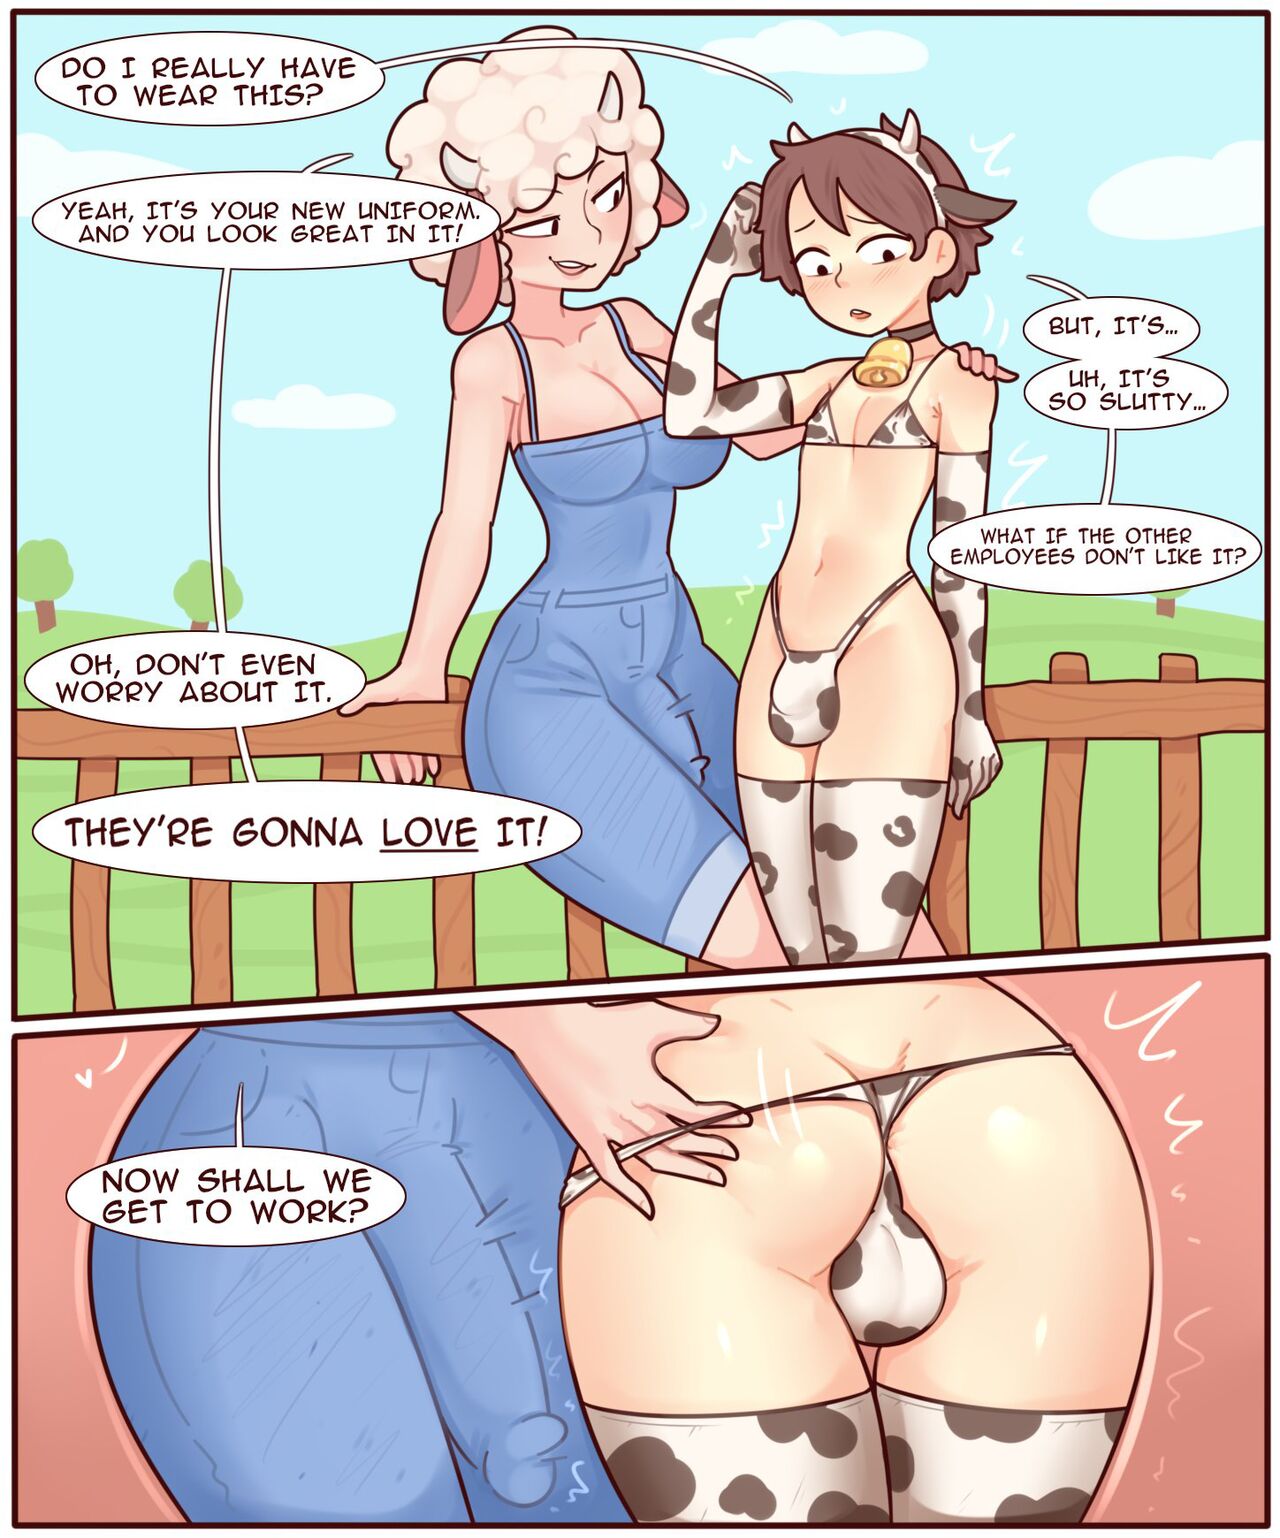 DO I REALLY HAVE
TO WEAR THIS?
YEAH, IT'S YOUR NEW UNIFORM.
AND YOU LOOK GREAT IN IT!
BUT, IT'S...
UH, IT'S
SO SLUTTY...
WHAT IF THE OTHER
EMPLOYEES DON'T LIKE IT?
OH, DON'T EVEN
WORRY ABOUT IT.
THEY'RE GONNA LOVE IT!
NOW SHALL WE
GET TO WORK?